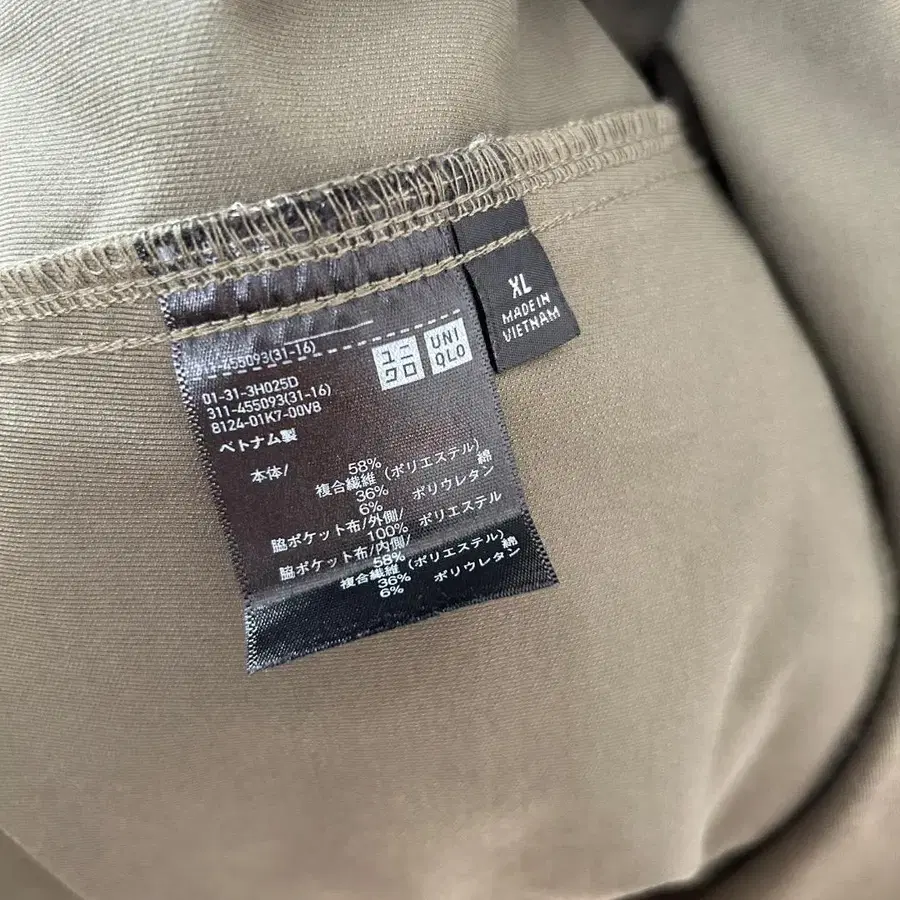 XL
MADE IN
VIETNAM
ユニ
クロ
UNI
QLO
11-455093(31-16)
01-31-3H025D
311-455093(31-16)
8124-01K7-00V8
ベトナム製
本体/
58% 綿
複合繊維 (ポリエステル)
36%
6% ポリウレタン
脇ポケット布/外側/
100% ポリエステル
脇ポケット布/内側/
58% 綿
複合繊維 (ポリエステル)
36%
6% ポリウレタン